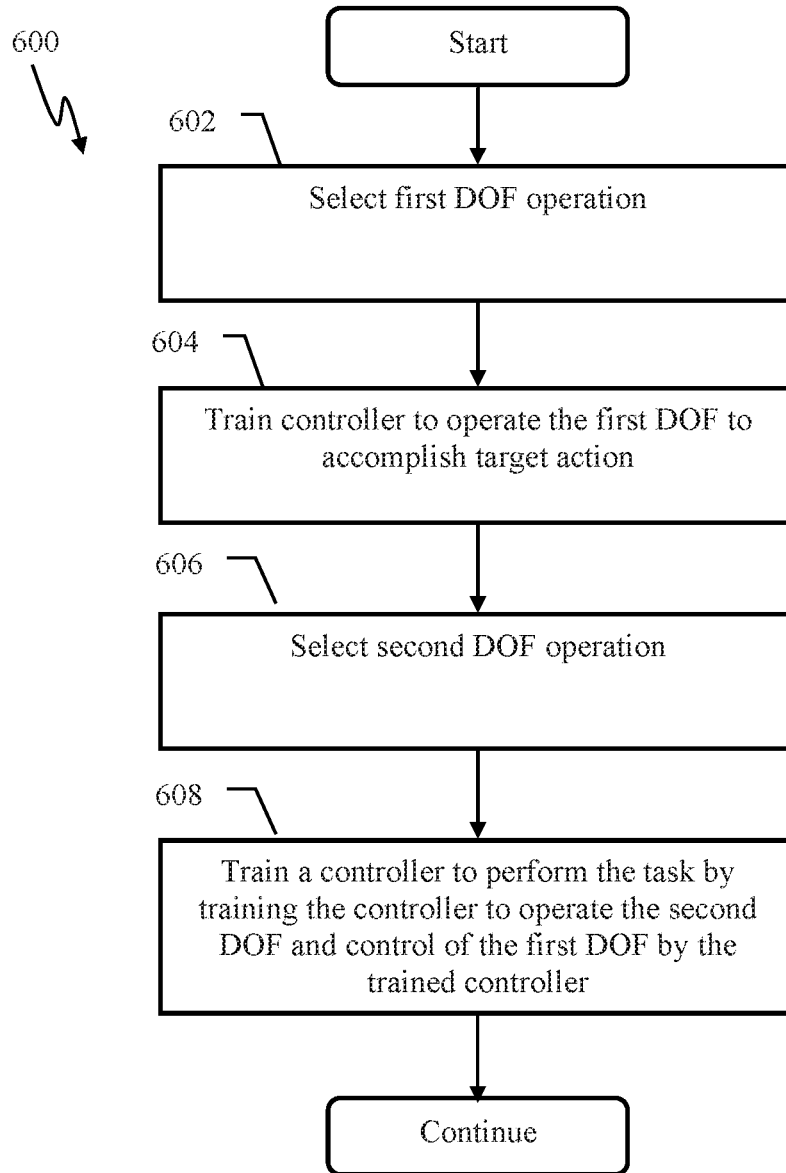 600
Start
602
Select first DOF operation
604
Train controller to operate the first DOF to
accomplish target action
606
Select second DOF operation
608
Train a controller to perform the task by
training the controller to operate the second
DOF and control of the first DOF by the
trained controller
Continue